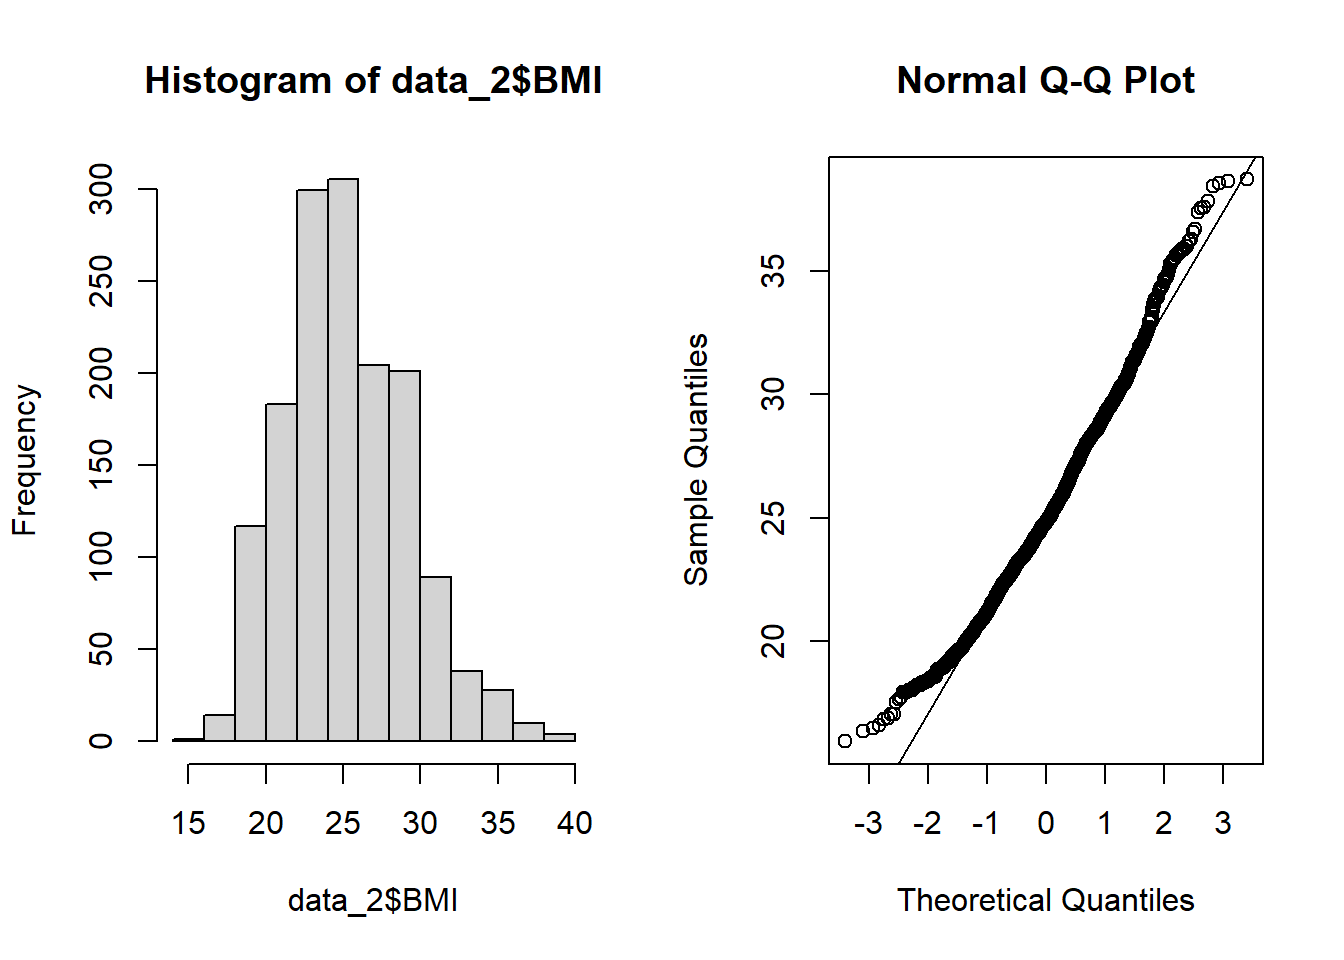 Histogram of data_2$BMI
Frequency
0 50 100 150 200 250 300
15 20 25 30 35 40
data_2$BMI
Normal Q-Q Plot
Sample Quantiles
20 25 30 35
-3 -2 -1 0 1 2 3
Theoretical Quantiles